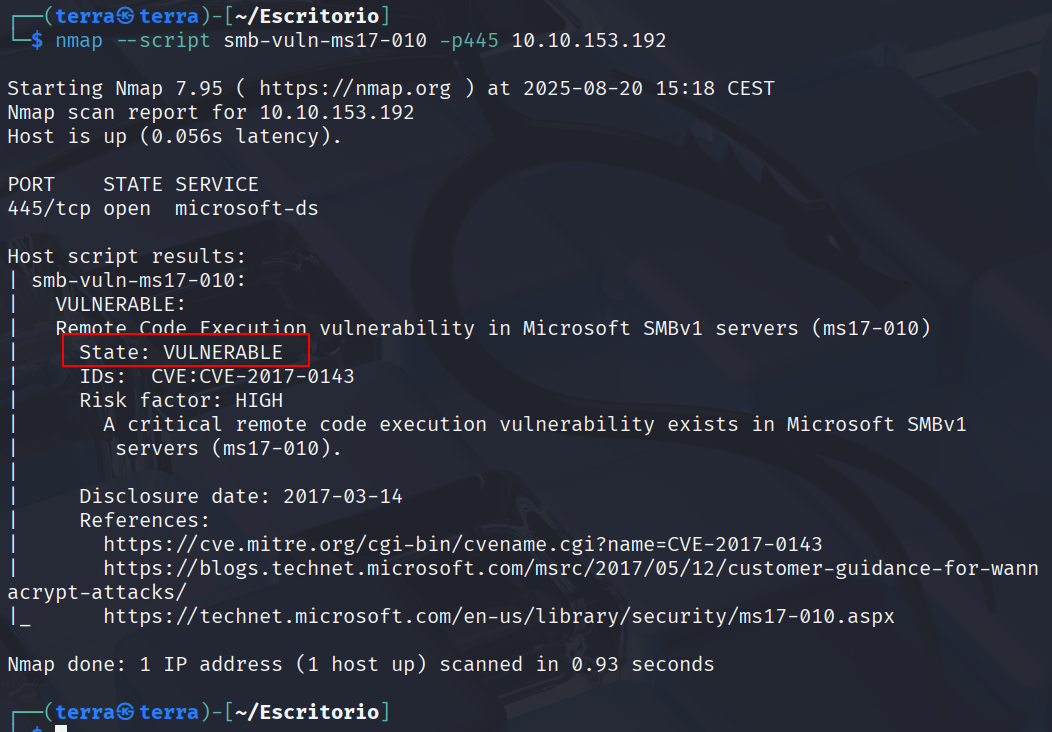 ┌──(terra㉿terra)-[~/Escritorio]
└─$ nmap --script smb-vuln-ms17-010 -p445 10.10.153.192
Starting Nmap 7.95 ( https://nmap.org ) at 2025-08-20 15:18 CEST
Nmap scan report for 10.10.153.192
Host is up (0.056s latency).
PORT    STATE SERVICE
445/tcp open  microsoft-ds
Host script results:
| smb-vuln-ms17-010:
|   VULNERABLE:
|   Remote Code Execution vulnerability in Microsoft SMBv1 servers (ms17-010)
|     State: VULNERABLE
|     IDs:  CVE:CVE-2017-0143
|     Risk factor: HIGH
|       A critical remote code execution vulnerability exists in Microsoft SMBv1
|        servers (ms17-010).
|
|     Disclosure date: 2017-03-14
|     References:
|       https://cve.mitre.org/cgi-bin/cvename.cgi?name=CVE-2017-0143
|       https://blogs.technet.microsoft.com/msrc/2017/05/12/customer-guidance-for-wann
acrypt-attacks/
|_      https://technet.microsoft.com/en-us/library/security/ms17-010.aspx
Nmap done: 1 IP address (1 host up) scanned in 0.93 seconds
┌──(terra㉿terra)-[~/Escritorio]
└─$